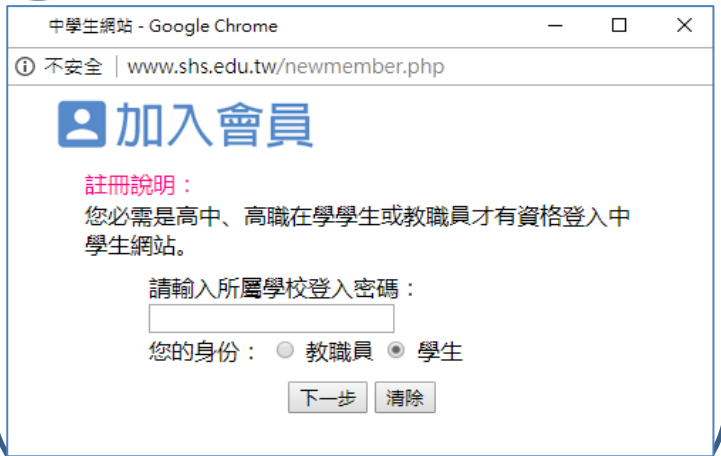 中學生網站 - Google Chrome
不安全 | www.shs.edu.tw/newmember.php
加入會員
註冊說明：
您必需是高中、高職在學學生或教職員才有資格登入中
學生網站。
請輸入所屬學校登入密碼：
您的身份： 教職員 學生
下一步 清除